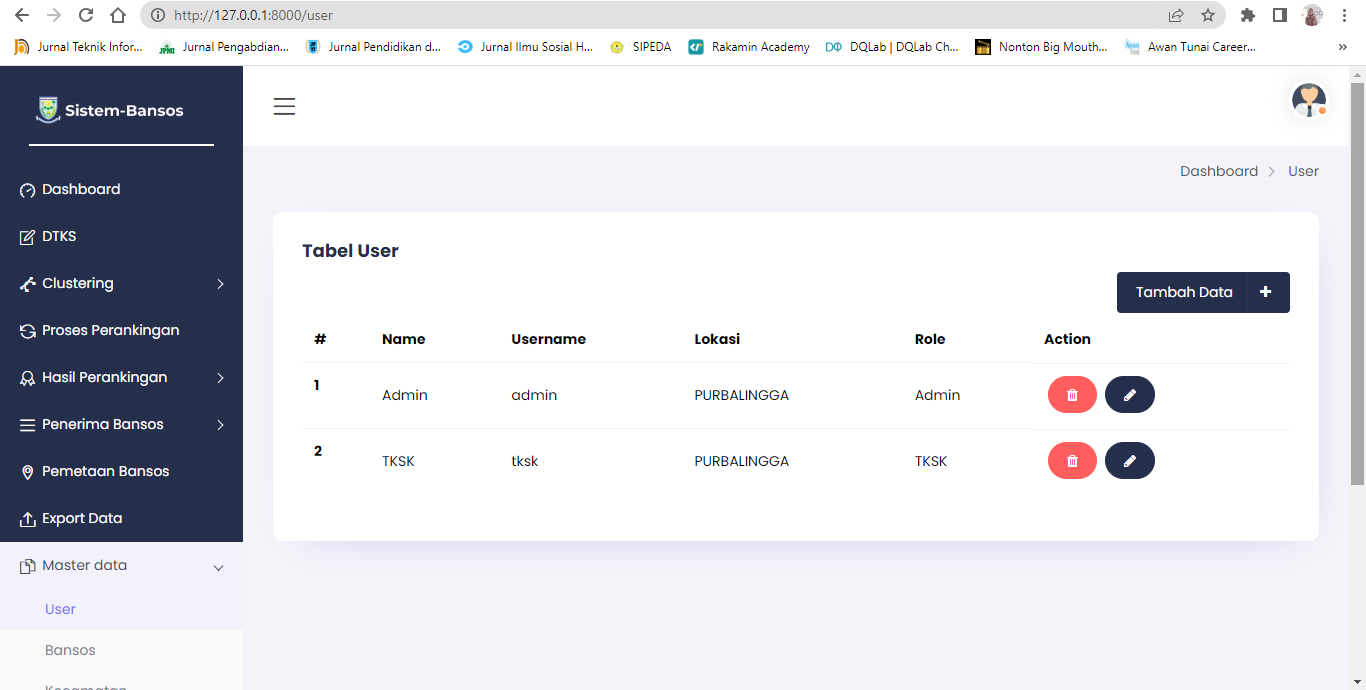 http://127.0.0.1:8000/user
Jurnal Teknik Infor... Jurnal Pengabdian... Jurnal Pendidikan d... Jurnal Ilmu Sosial H... SIPEDA Rakamin Academy DQLab | DQLab Ch... Nonton Big Mouth... Awan Tunai Career... »
Sistem-Bansos
Dashboard
DTKS
Clustering
Proses Perankingan
Hasil Perankingan
Penerima Bansos
Pemetaan Bansos
Export Data
Master data
User
Bansos
Kecamatan
Dashboard > User
Tabel User
Tambah Data +
# Name Username Lokasi Role Action
1 Admin admin PURBALINGGA Admin
2 TKSK tksk PURBALINGGA TKSK